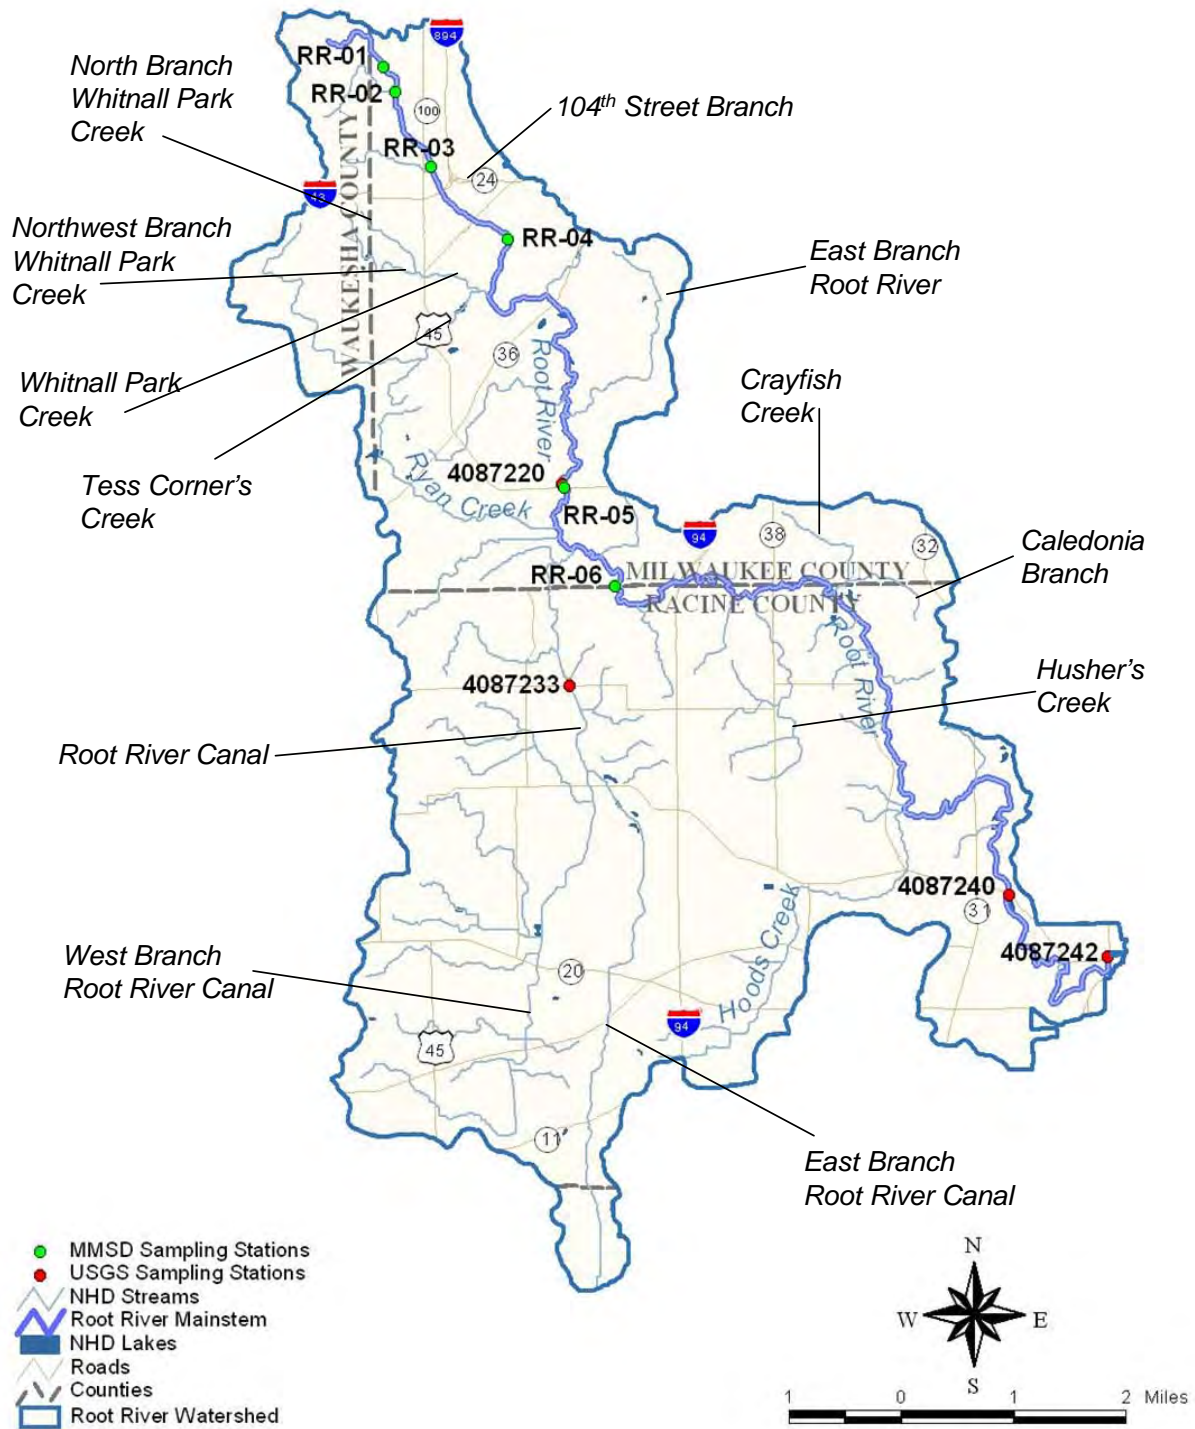 894
RR-01
North Branch
Whitnall Park
Creek
RR-02
100
104th Street Branch
RR-03
24
43
WAUKESHA COUNTY
Northwest Branch
Whitnall Park
Creek
RR-04
East Branch
Root River
45
36
Root River
Whitnall Park
Creek
Crayfish
Creek
Tess Corner's
Creek
4087220
Ryan Creek
RR-05
94
38
32
Caledonia
Branch
RR-06
MILWAUKEE COUNTY
RACINE COUNTY
Root River
4087233
Husher's
Creek
Root River Canal
4087240
31
Hoods Creek
4087242
West Branch
Root River Canal
20
94
45
11
East Branch
Root River Canal
MMSD Sampling Stations
USGS Sampling Stations
NHD Streams
Root River Mainstem
NHD Lakes
Roads
Counties
Root River Watershed
N
W
E
S
1 0 1 2 Miles